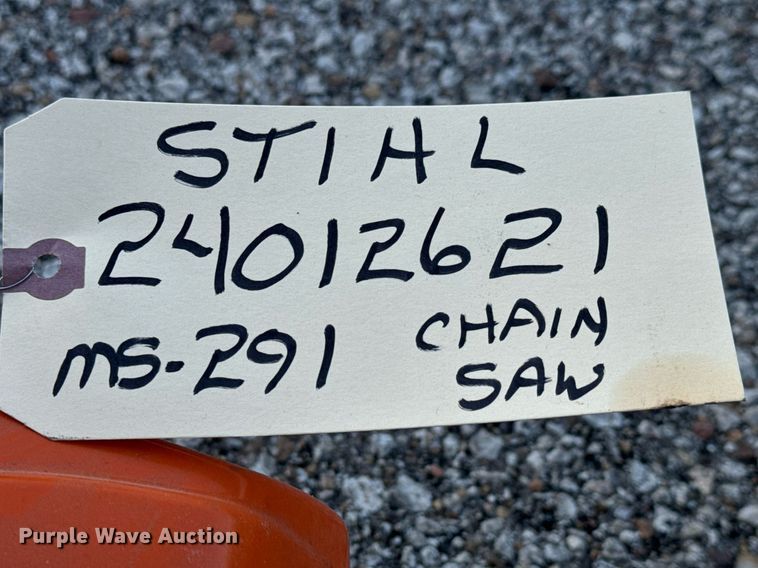 STIHL
24012621
MS-291 CHAIN
SAW
Purple Wave Auction®